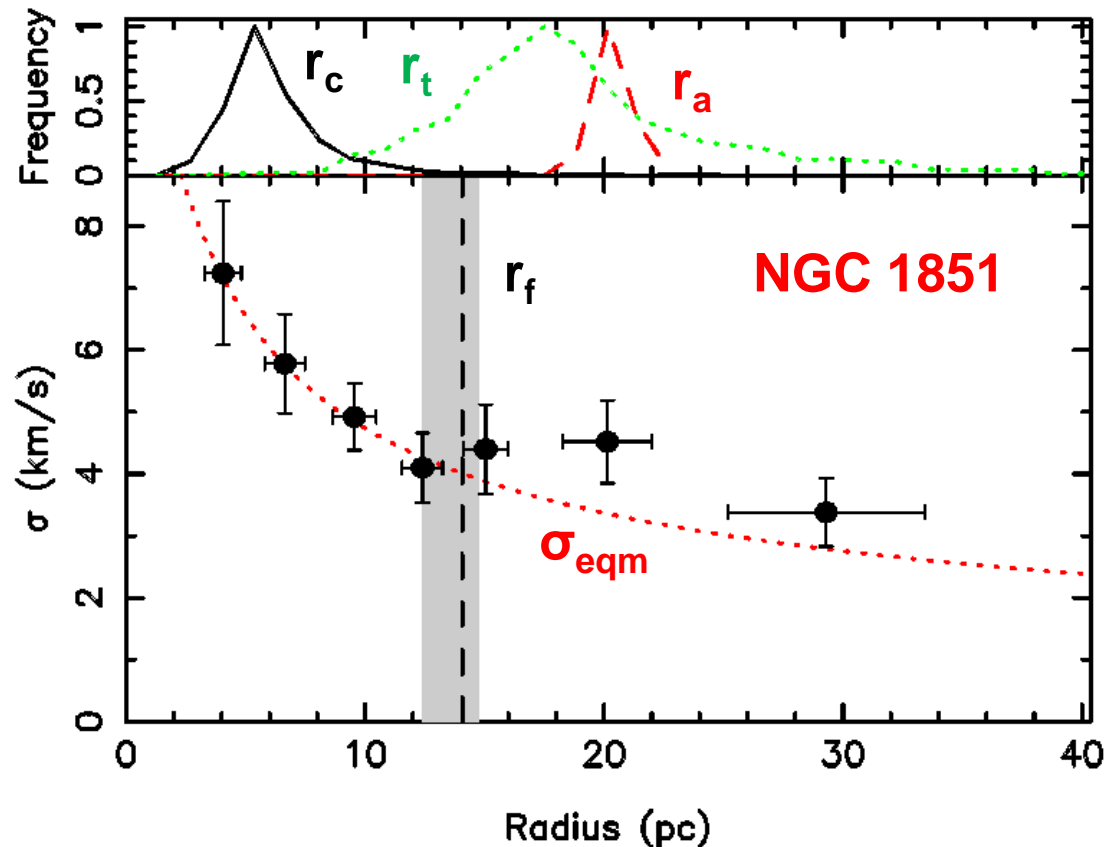 Frequency
1
0.5
0
r_c
r_t
r_a
8
6
4
2
0
σ (km/s)
r_f
NGC 1851
σ_eqm
0 10 20 30 40
Radius (pc)